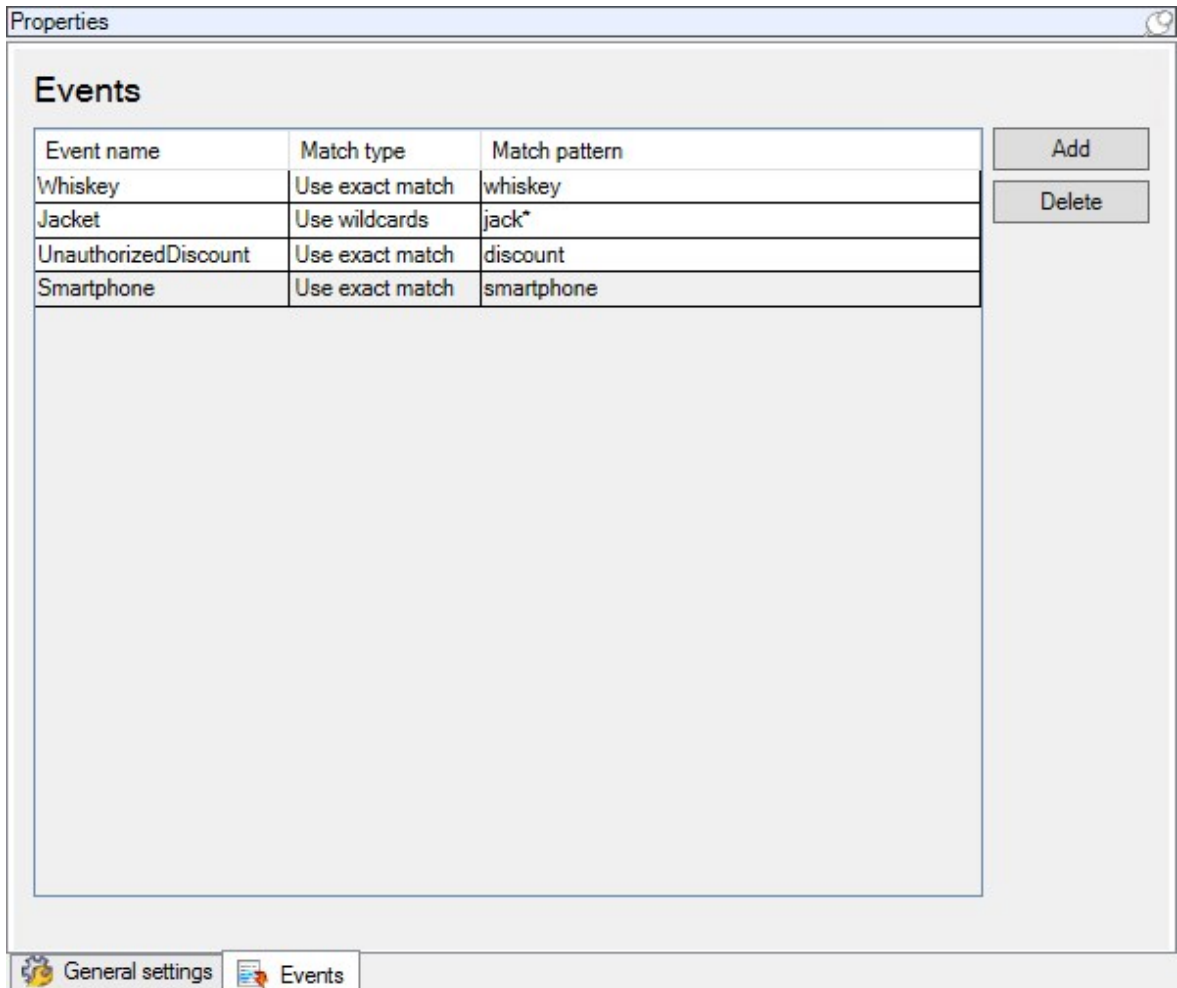 Properties
Events
Event name Match type Match pattern Add
Whiskey Use exact match whiskey
Jacket Use wildcards jack* Delete
UnauthorizedDiscount Use exact match discount
Smartphone Use exact match smartphone
General settings Events